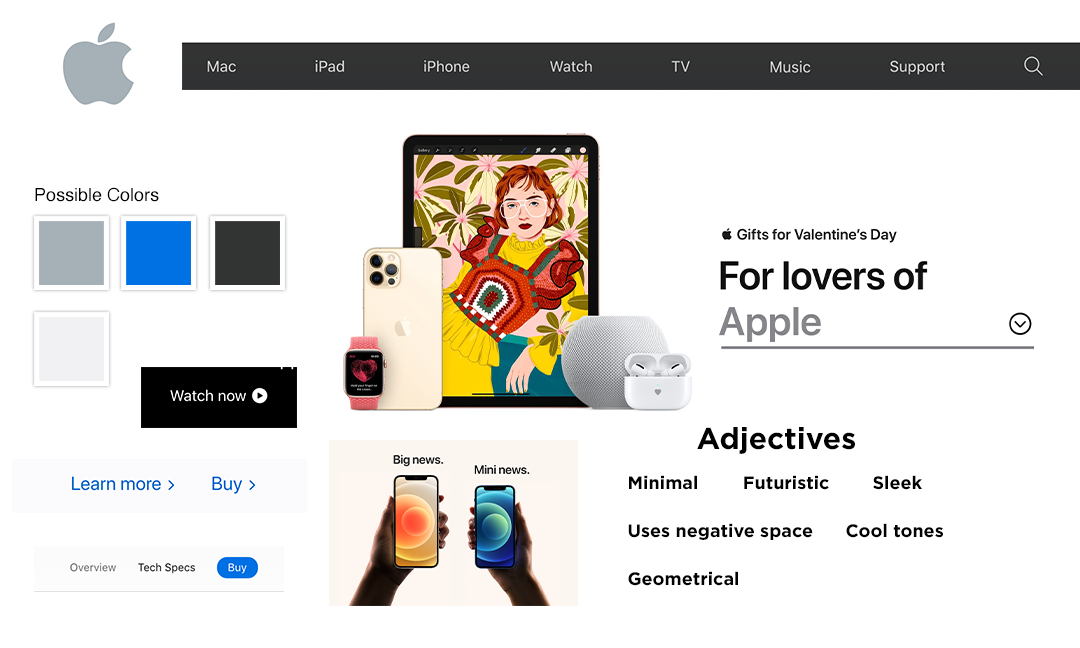 Mac iPad iPhone Watch TV Music Support
Possible Colors
Gifts for Valentine's Day
For lovers of
Apple
Watch now
Learn more > Buy >
Overview Tech Specs Buy
Big news.
Mini news.
Adjectives
Minimal Futuristic Sleek
Uses negative space Cool tones
Geometrical